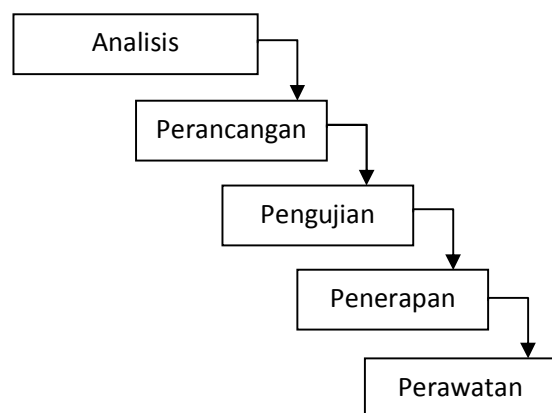 Analisis
Perancangan
Pengujian
Penerapan
Perawatan